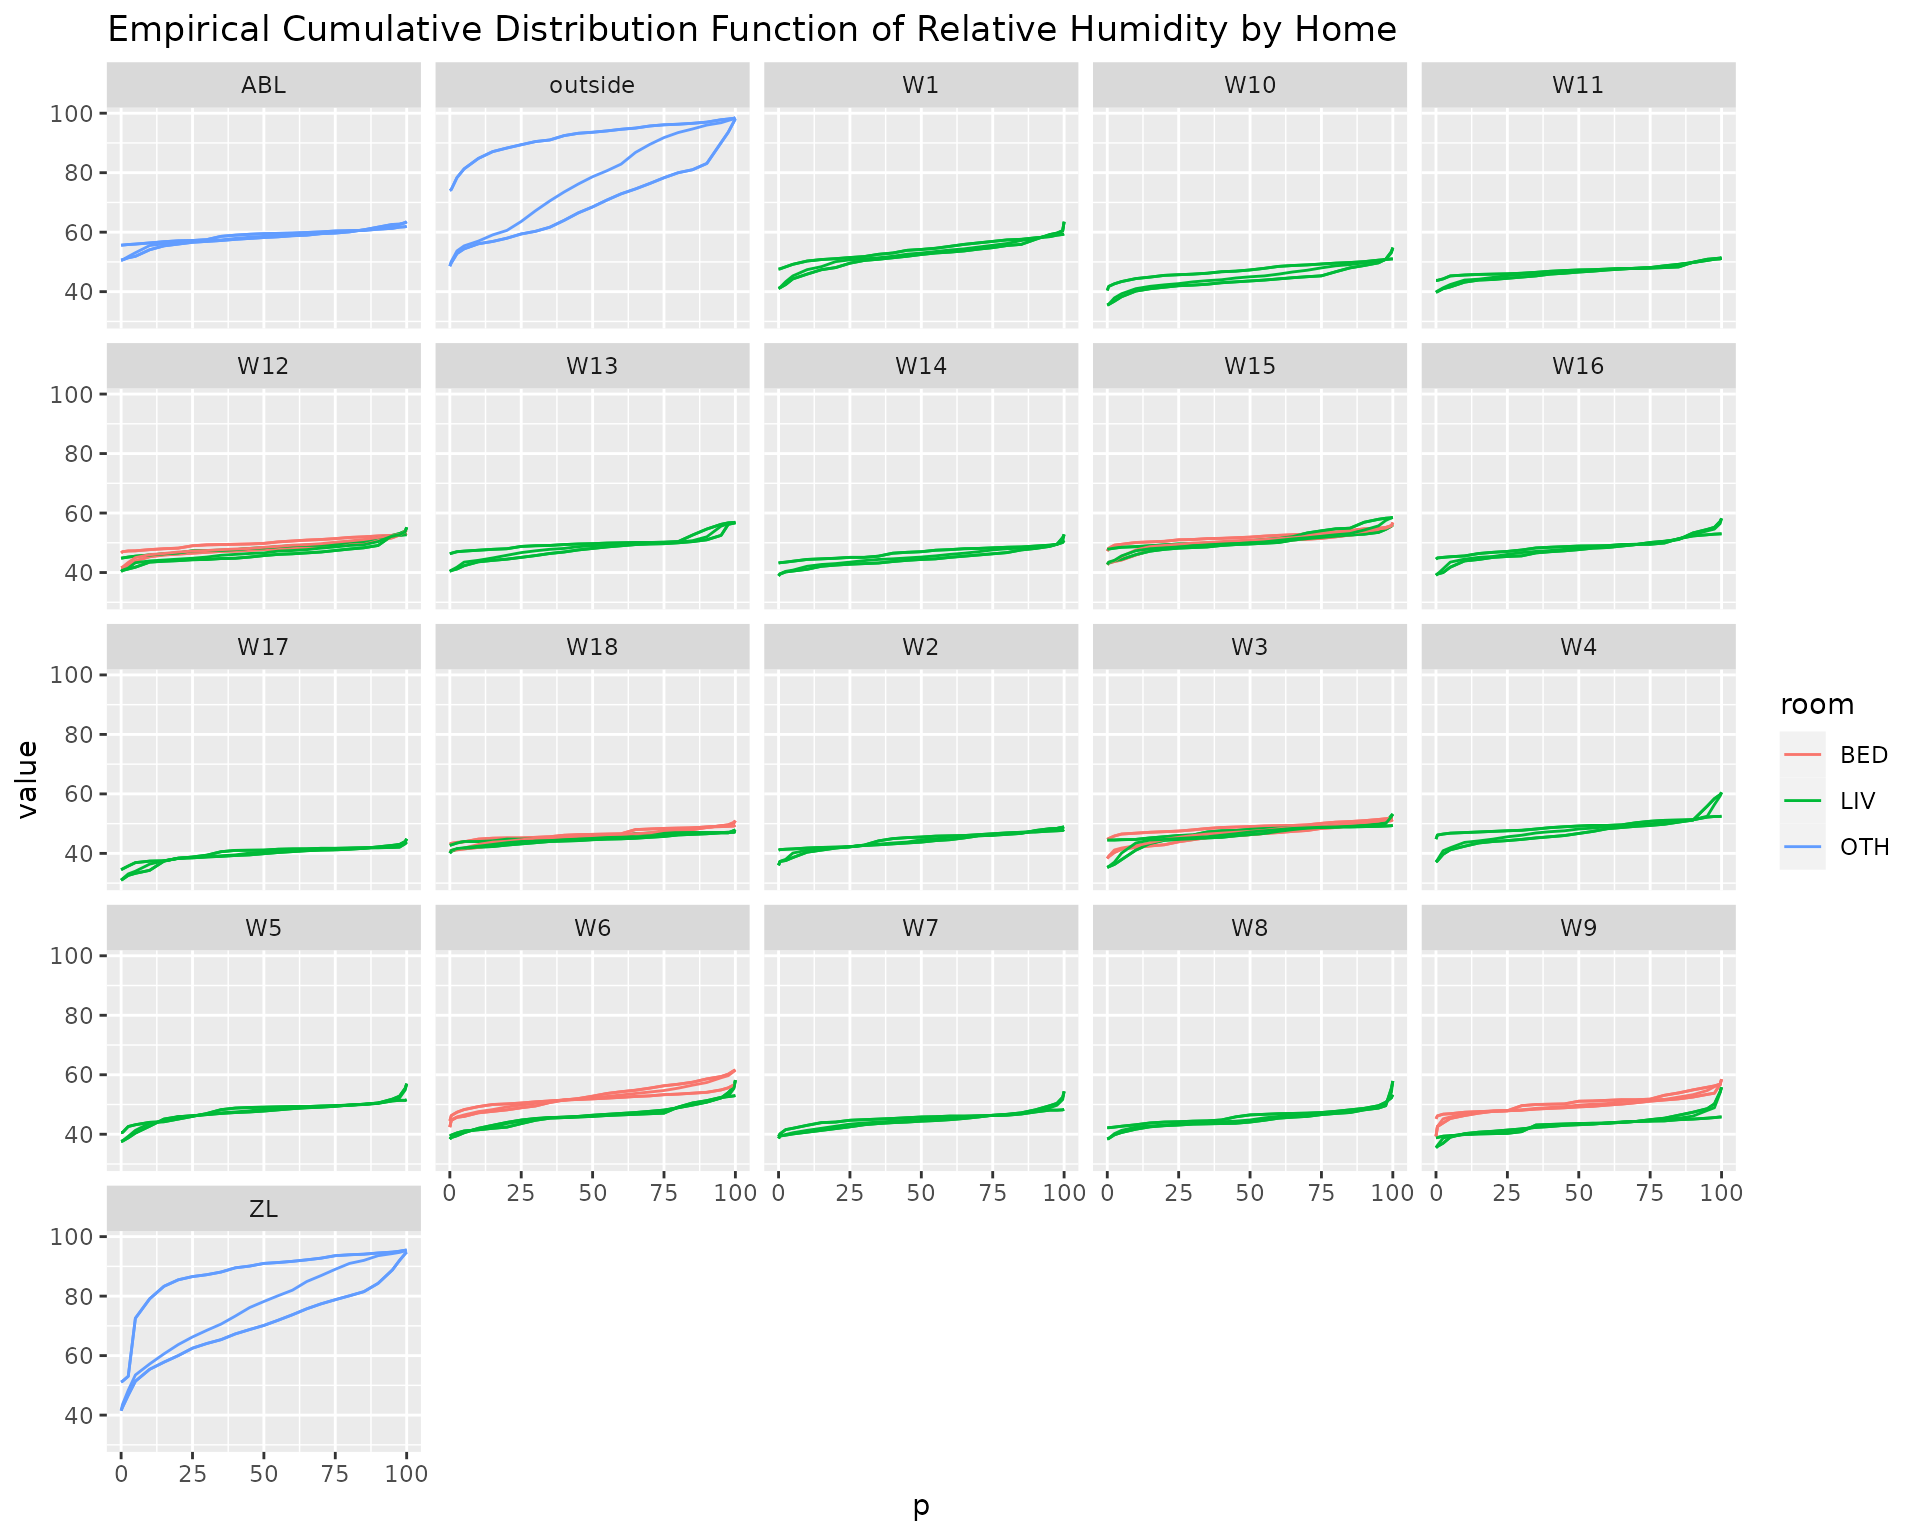 Empirical Cumulative Distribution Function of Relative Humidity by Home
ABL outside W1 W10 W11
100
80
60
40
W12 W13 W14 W15 W16
100
80
60
40
W17 W18 W2 W3 W4
100
80
60
40
W5 W6 W7 W8 W9
100
80
60
40
0 25 50 75 100 0 25 50 75 100 0 25 50 75 100 0 25 50 75 100
ZL
100
80
60
40
0 25 50 75 100
p
value
room
BED
LIV
OTH